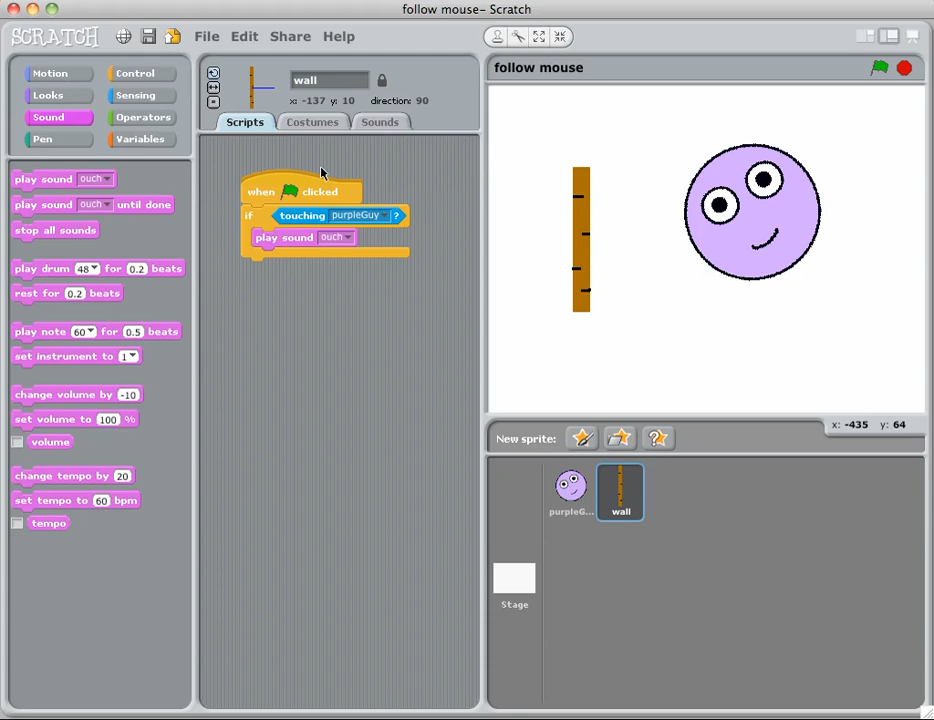 follow mouse- Scratch
SCRATCH File Edit Share Help
Motion Control
Looks Sensing
Sound Operators
Pen Variables
wall
x: -137 y: 10 direction: 90
Scripts Costumes Sounds
play sound ouch
play sound ouch until done
stop all sounds
play drum 48 for 0.2 beats
rest for 0.2 beats
play note 60 for 0.5 beats
set instrument to 1
change volume by -10
set volume to 100 %
volume
change tempo by 20
set tempo to 60 bpm
tempo
when clicked
if touching purpleGuy ?
play sound ouch
follow mouse
x: -435 y: 64
New sprite:
purpleG... wall
Stage